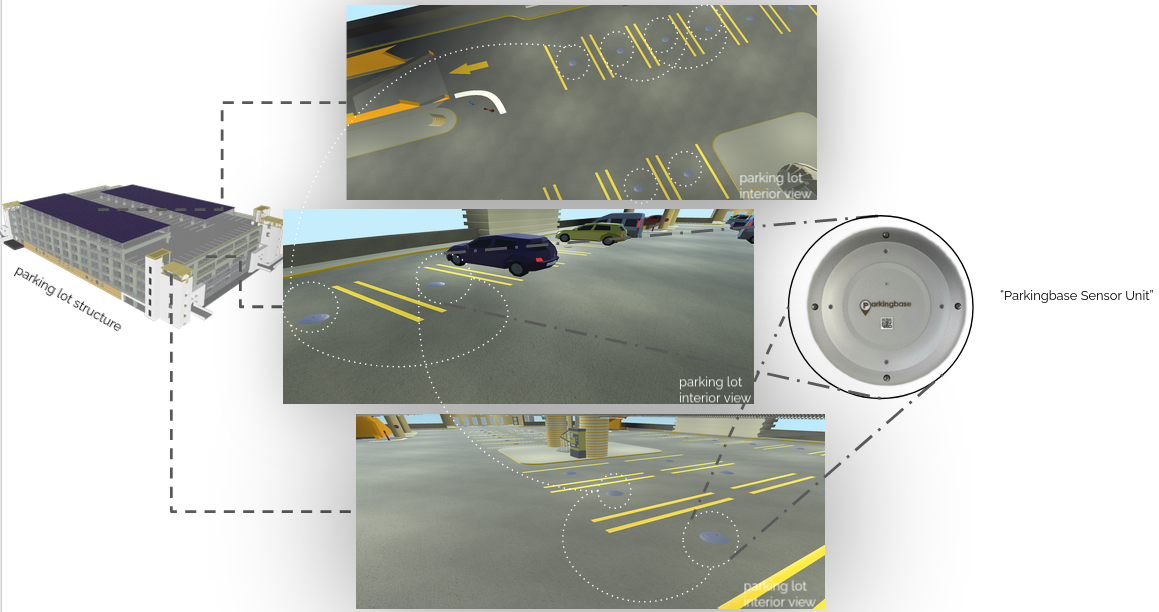 parking lot
interior view
parking lot structure
parking lot
interior view
Parkingbase
"Parkingbase Sensor Unit"
parking lot
interior view